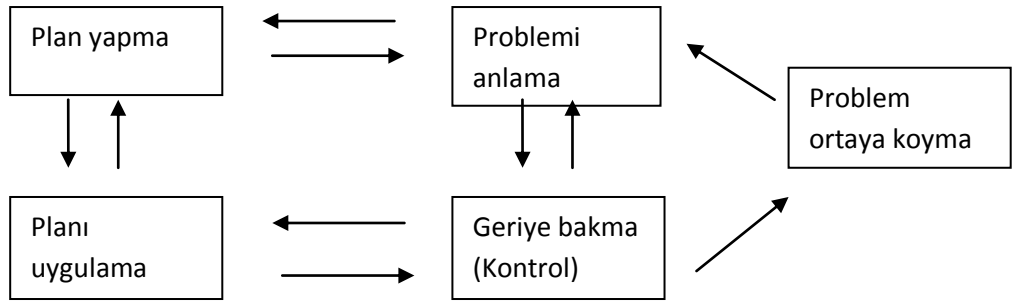 Plan yapma
Problemi
anlama
Problem
ortaya koyma
Planı
uygulama
Geriye bakma
(Kontrol)